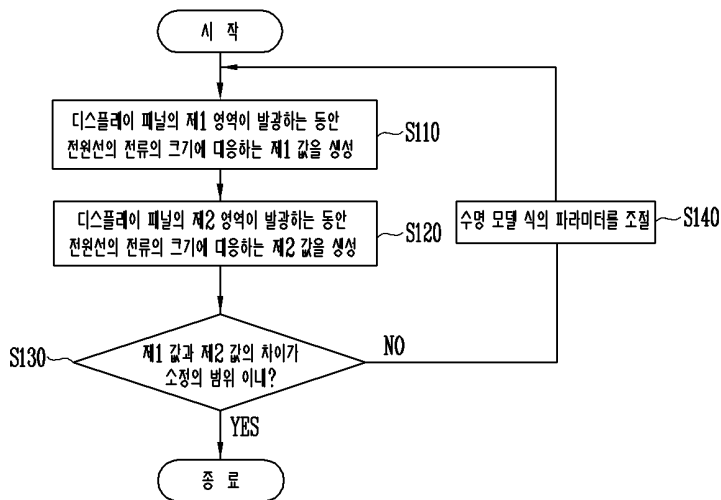 시 작
디스플레이 패널의 제1 영역이 발광하는 동안
전원선의 전류의 크기에 대응하는 제1 값을 생성
S110
디스플레이 패널의 제2 영역이 발광하는 동안
전원선의 전류의 크기에 대응하는 제2 값을 생성
S120
수명 모델 식의 파라미터를 조절
S140
S130
제1 값과 제2 값의 차이가
소정의 범위 이내?
NO
YES
종 료